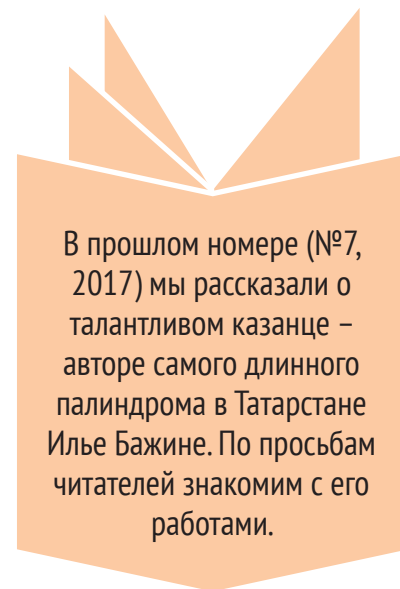 В прошлом номере (№7,
2017) мы рассказали о
талантливом казанце –
авторе самого длинного
палиндрома в Татарстане
Илье Бажине. По просьбам
читателей знакомим с его
работами.